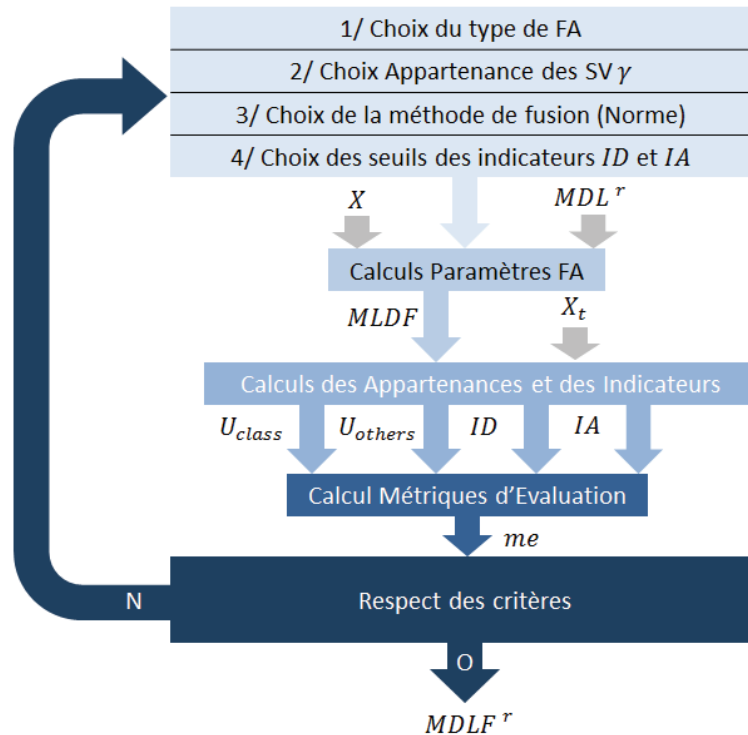 1/ Choix du type de FA
2/ Choix Appartenance des SV γ
3/ Choix de la méthode de fusion (Norme)
4/ Choix des seuils des indicateurs ID et IA
X MDL ʳ
Calculs Paramètres FA
MLDF X_t
Calculs des Appartenances et des Indicateurs
U_class U_others ID IA
Calcul Métriques d'Evaluation
me
Respect des critères
N
O
MDLF ʳ